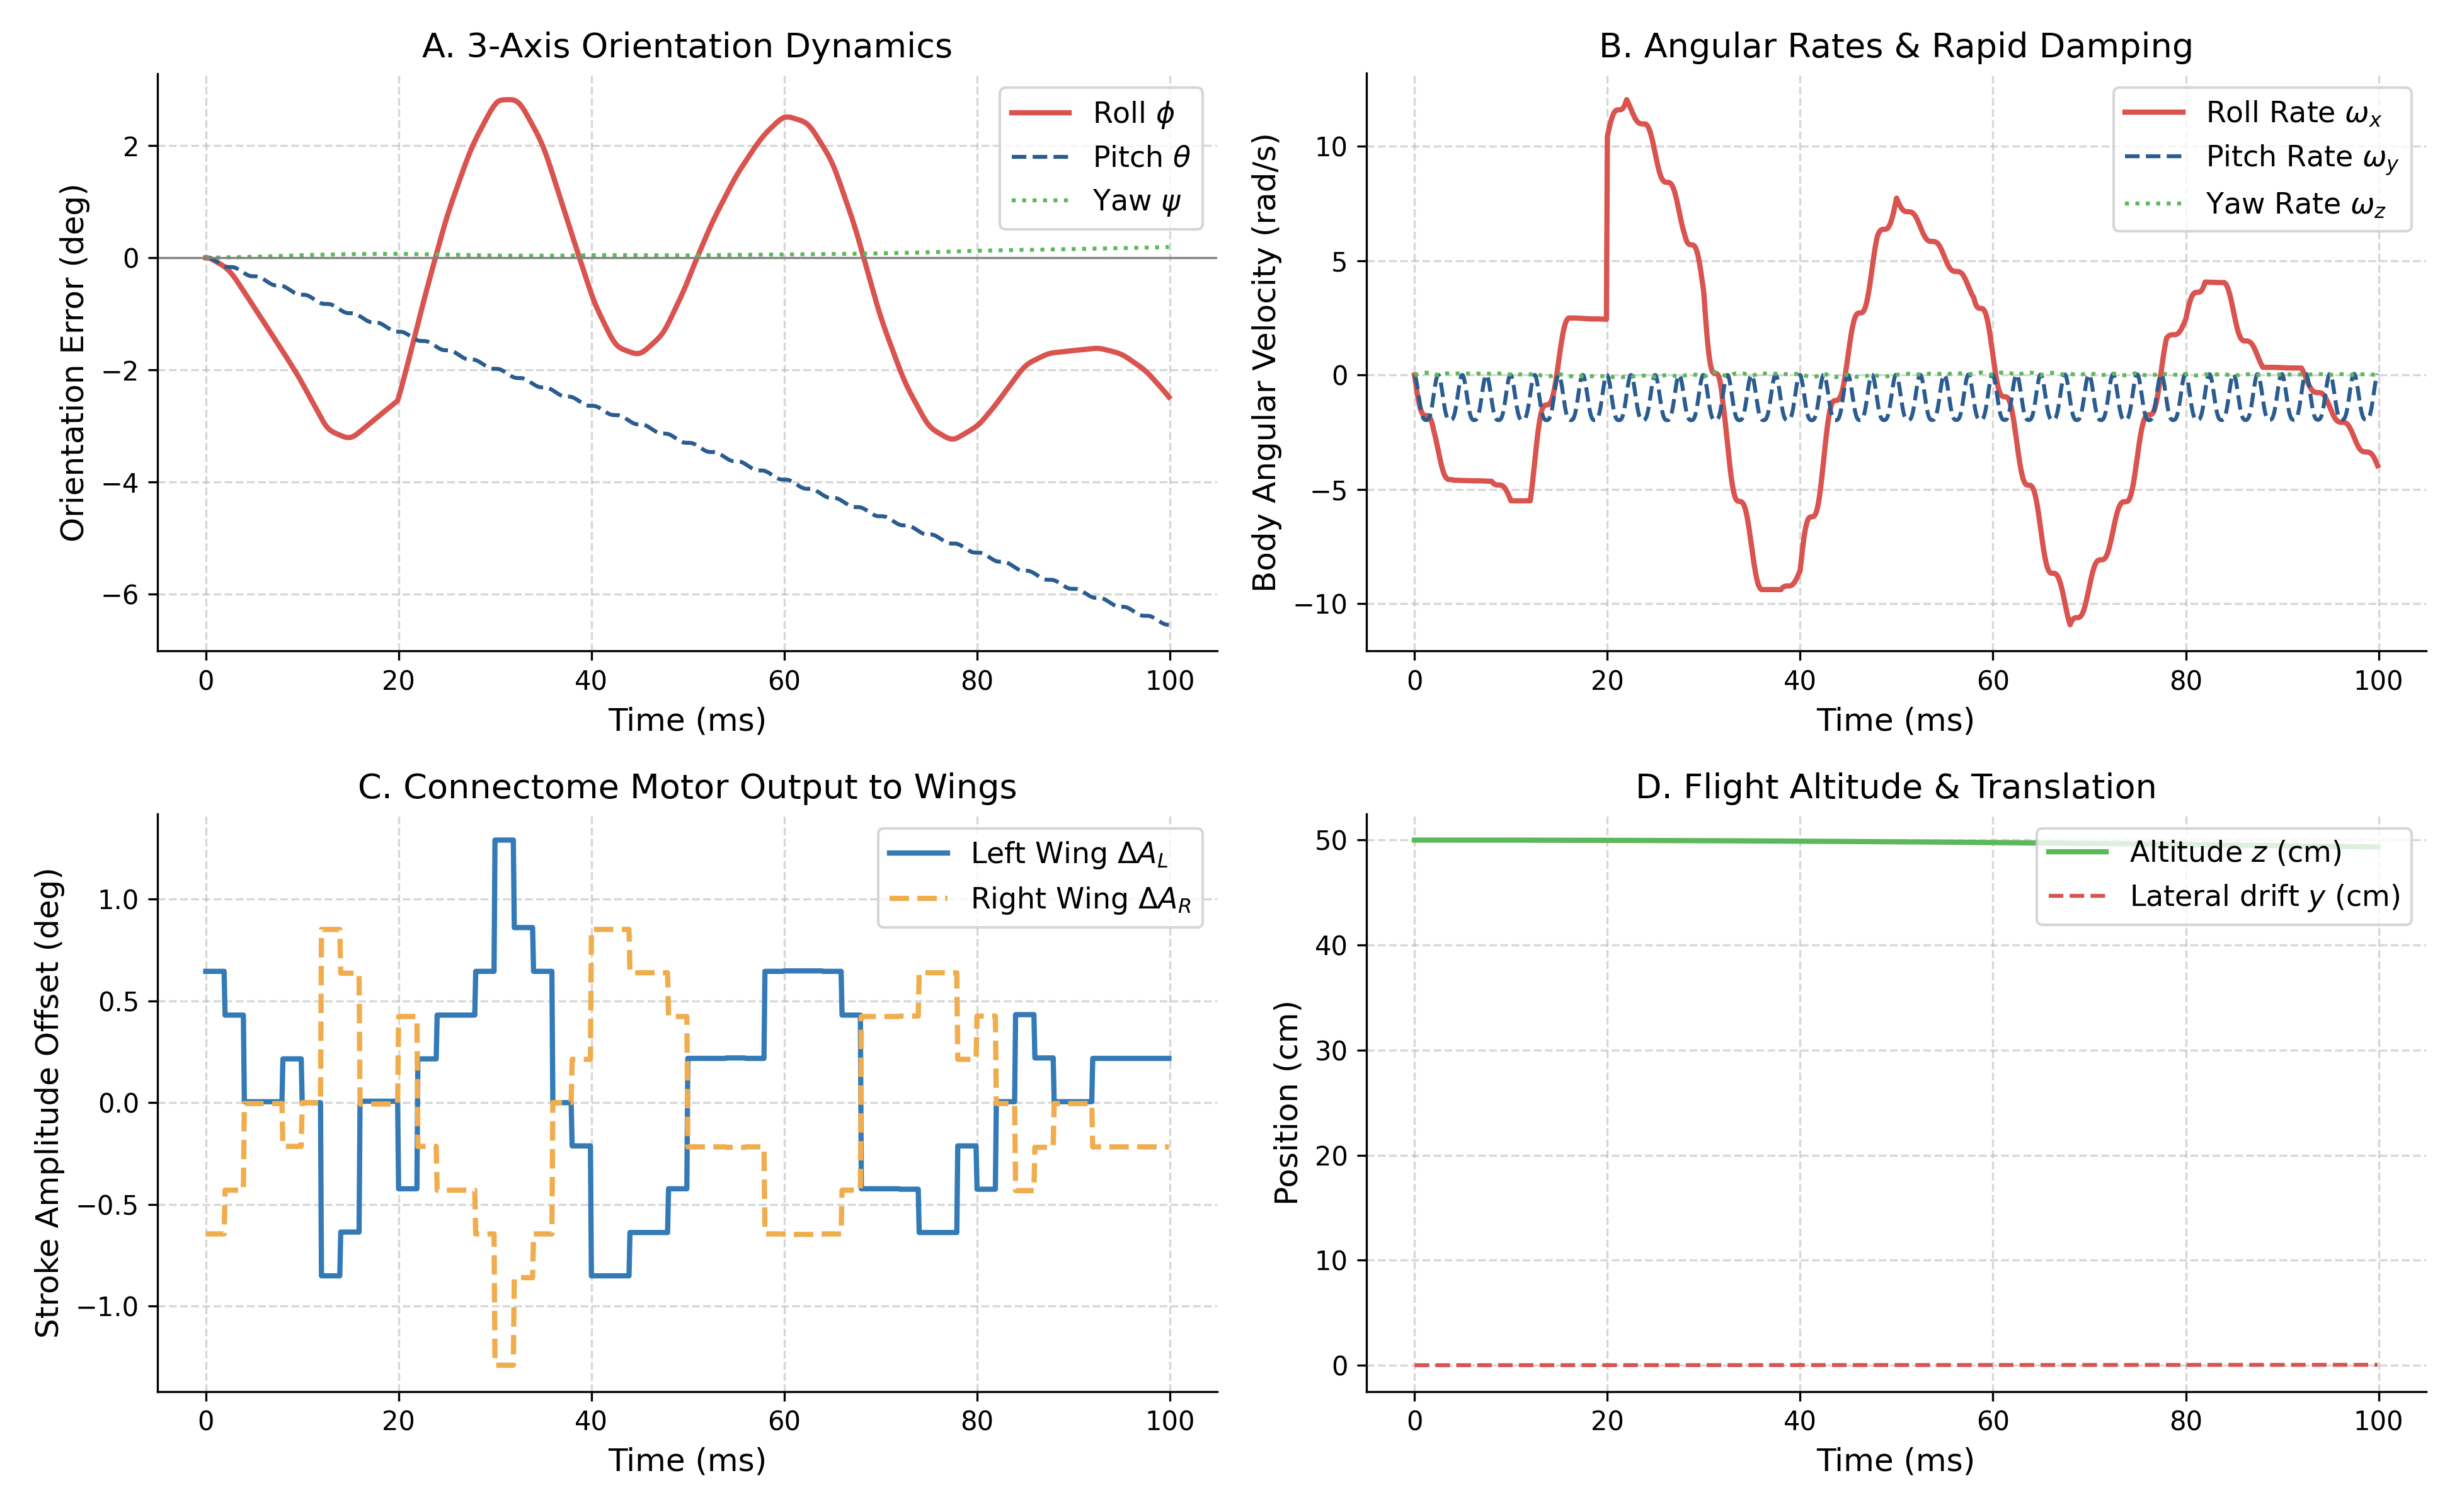 A. 3-Axis Orientation Dynamics
Orientation Error (deg)
2
0
−2
−4
−6
Roll ϕ
Pitch θ
Yaw ψ
0 20 40 60 80 100
Time (ms)
B. Angular Rates & Rapid Damping
Body Angular Velocity (rad/s)
10
5
0
−5
−10
Roll Rate ωx
Pitch Rate ωy
Yaw Rate ωz
0 20 40 60 80 100
Time (ms)
C. Connectome Motor Output to Wings
Stroke Amplitude Offset (deg)
1.0
0.5
0.0
−0.5
−1.0
Left Wing ΔAL
Right Wing ΔAR
0 20 40 60 80 100
Time (ms)
D. Flight Altitude & Translation
Position (cm)
50
40
30
20
10
0
Altitude z (cm)
Lateral drift y (cm)
0 20 40 60 80 100
Time (ms)